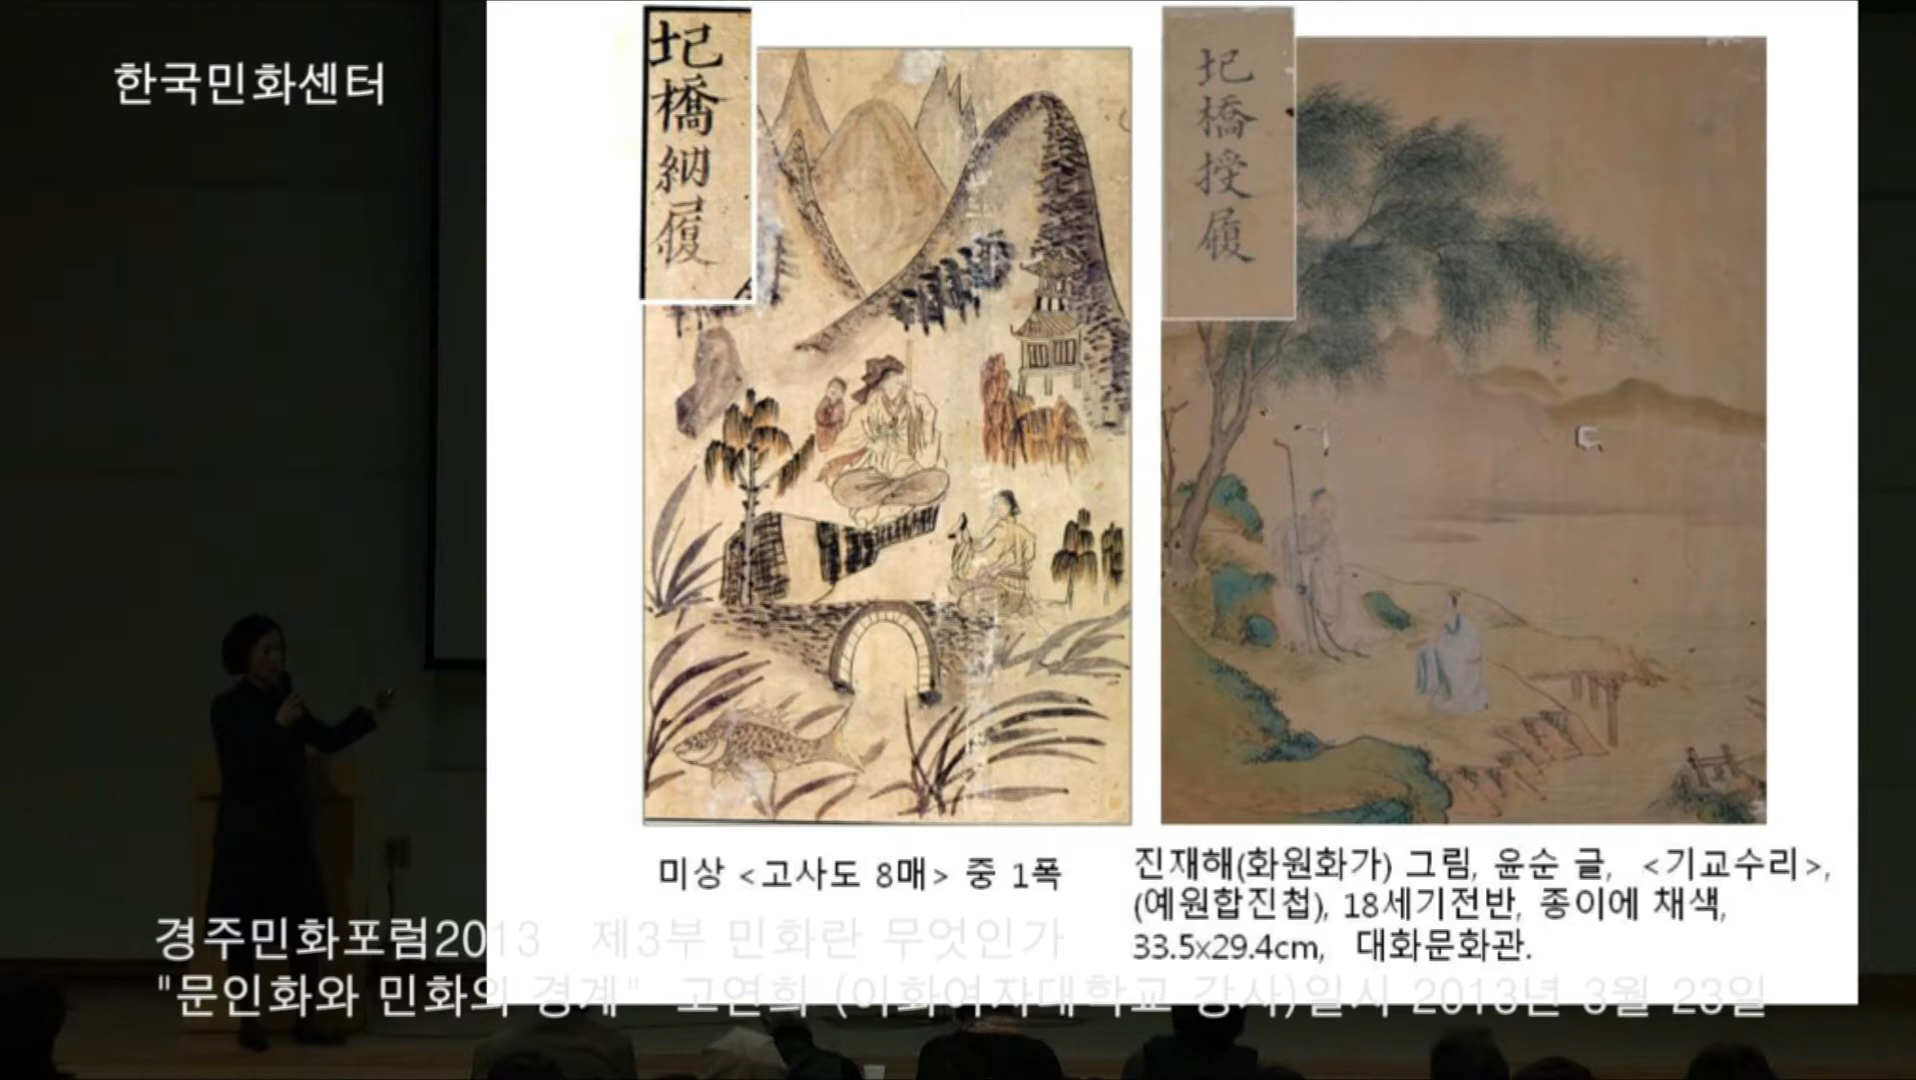 한국민화센터
圯橋納履
圯橋授履
미상 <고사도 8매> 중 1폭
진재해(화원화가) 그림, 윤순 글, <기교수리>,
(예원합진첩), 18세기전반, 종이에 채색,
33.5x29.4cm, 대화문화관.
경주민화포럼2013 제3부 민화란 무엇인가
"문인화와 민화의 경계" 고연희 (이화여자대학교 강사)일시 2013년 3월 23일